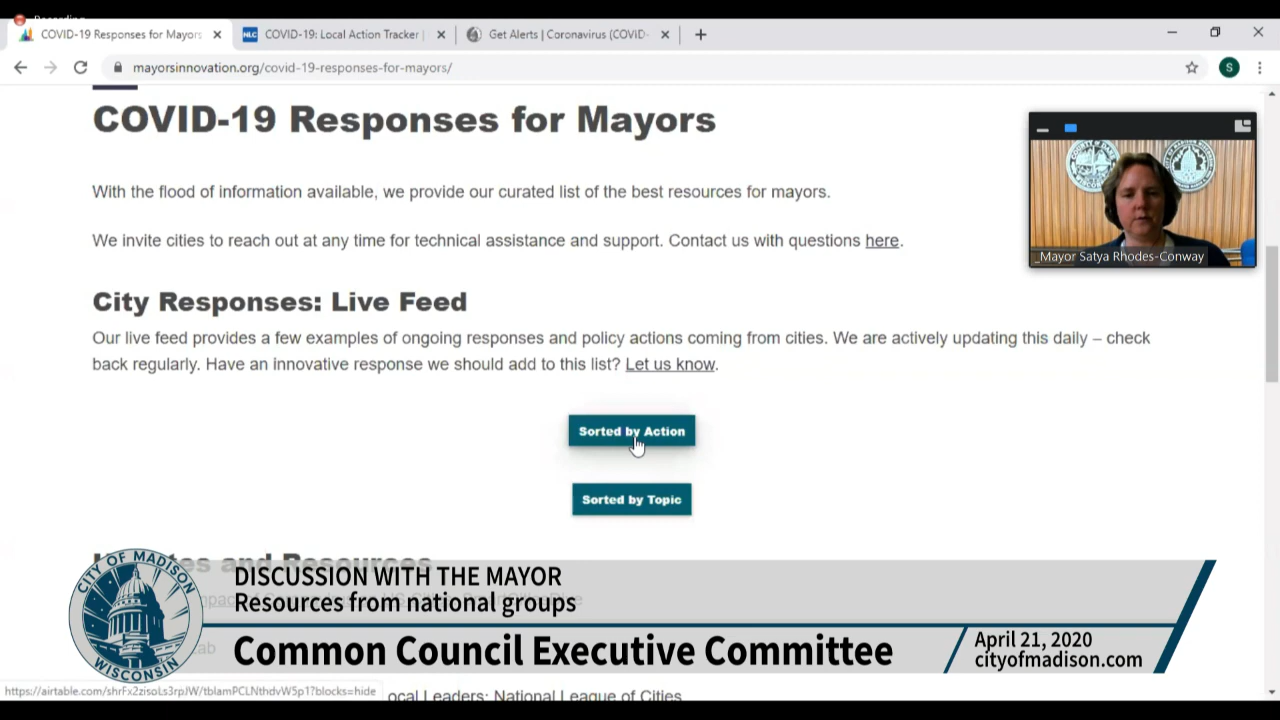 Recording
COVID-19 Responses for Mayors
NLC COVID-19: Local Action Tracker |
Get Alerts | Coronavirus (COVID-
mayorsinnovation.org/covid-19-responses-for-mayors/
S
COVID-19 Responses for Mayors
With the flood of information available, we provide our curated list of the best resources for mayors.
We invite cities to reach out at any time for technical assistance and support. Contact us with questions here.
_Mayor Satya Rhodes-Conway
City Responses: Live Feed
Our live feed provides a few examples of ongoing responses and policy actions coming from cities. We are actively updating this daily – check
back regularly. Have an innovative response we should add to this list? Let us know.
Sorted by Action
Sorted by Topic
and Resources
CITY OF MADISON
WISCONSIN
DISCUSSION WITH THE MAYOR
Resources from national groups
Common Council Executive Committee
April 21, 2020
cityofmadison.com
https://airtable.com/shrFx2zisoLs3rpJW/tblamPCLNthdvW5p1?blocks=hide
ocal Leaders: National League of Cities